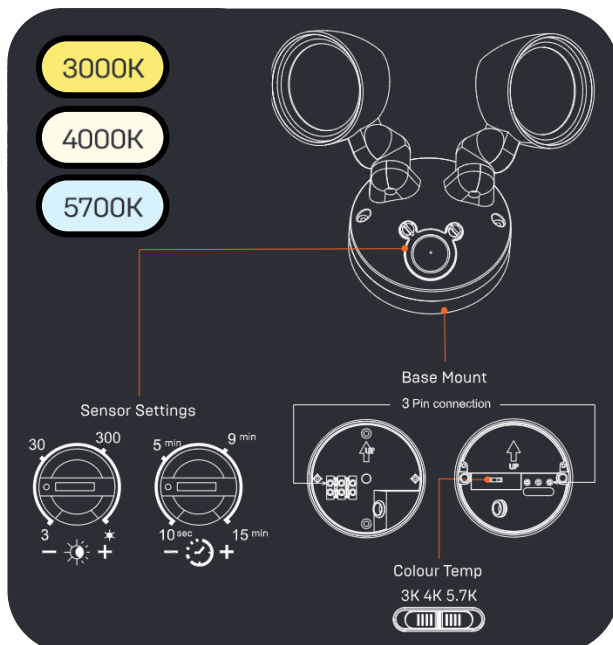 3000K
4000K
5700K
Base Mount
3 Pin connection
Sensor Settings
30
300
3
− +
5 min
9 min
10 sec
15 min
− +
UP
UP
Colour Temp
3K 4K 5.7K